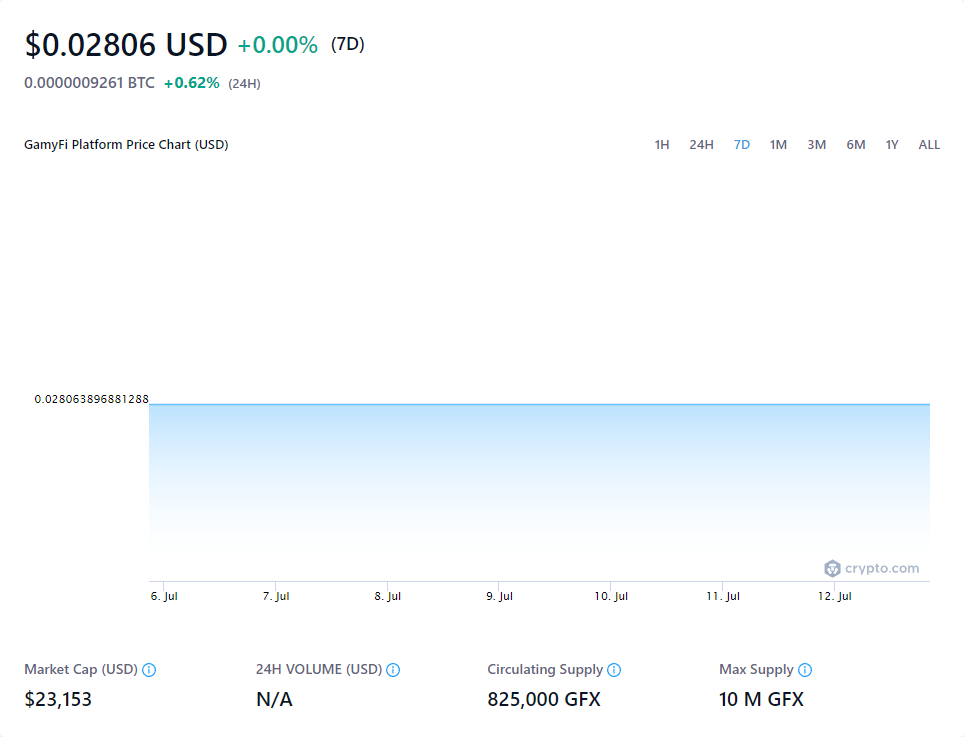 $0.02806 USD +0.00% (7D)
0.0000009261 BTC +0.62% (24H)
GamyFi Platform Price Chart (USD) 1H 24H 7D 1M 3M 6M 1Y ALL
0.028063896881288
crypto.com
6. Jul 7. Jul 8. Jul 9. Jul 10. Jul 11. Jul 12. Jul
Market Cap (USD) 24H VOLUME (USD) Circulating Supply Max Supply
$23,153 N/A 825,000 GFX 10 M GFX